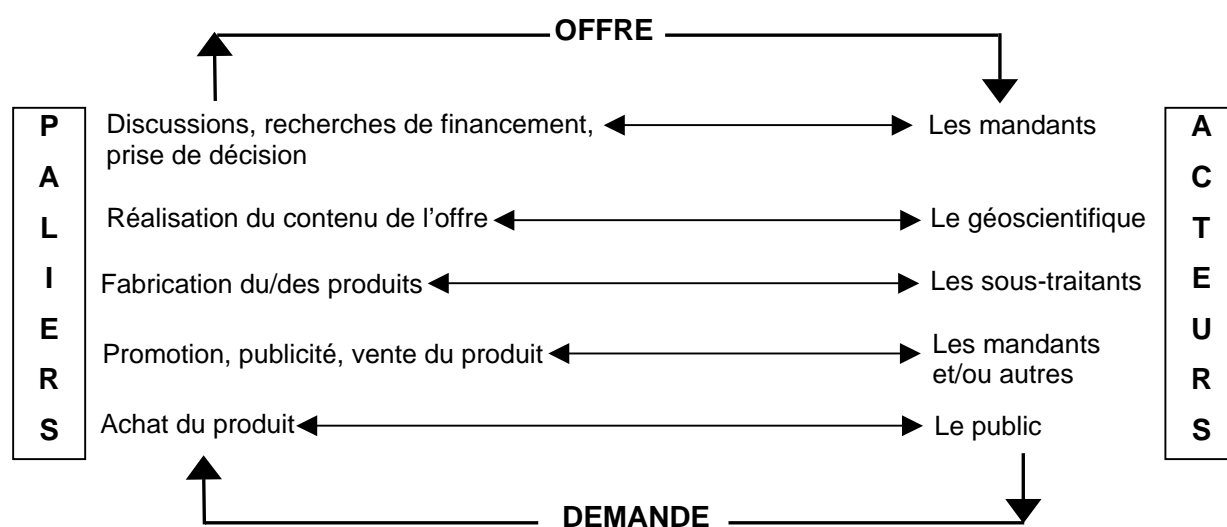 OFFRE
PALIERS
Discussions, recherches de financement,
prise de décision
Les mandants
Réalisation du contenu de l’offre
Le géoscientifique
Fabrication du/des produits
Les sous-traitants
Promotion, publicité, vente du produit
Les mandants
et/ou autres
Achat du produit
Le public
ACTEURS
DEMANDE